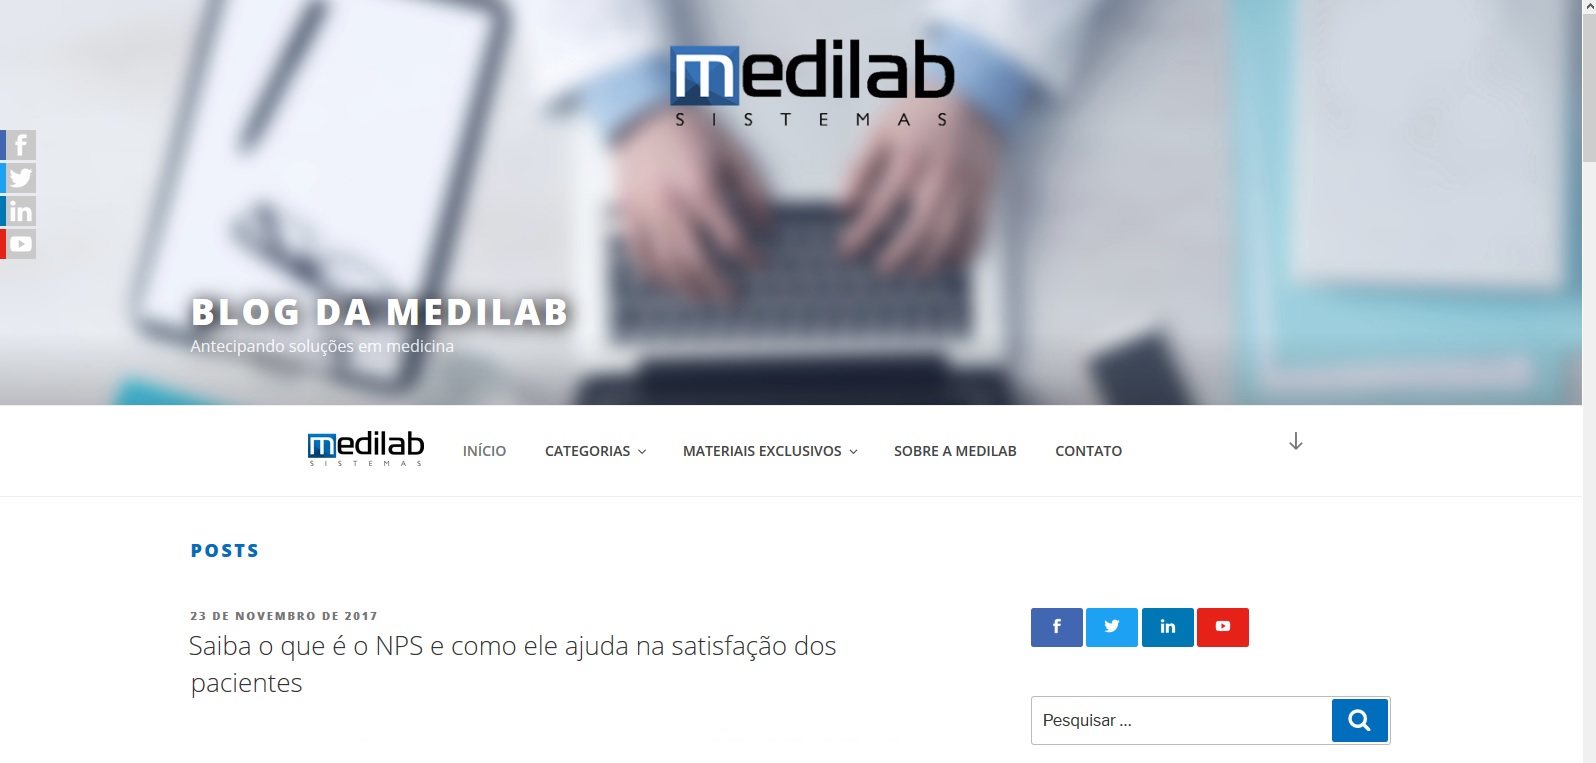 medilab
SISTEMAS
BLOG DA MEDILAB
Antecipando soluções em medicina
medilab
SISTEMAS
INÍCIO
CATEGORIAS
MATERIAIS EXCLUSIVOS
SOBRE A MEDILAB
CONTATO
POSTS
23 DE NOVEMBRO DE 2017
Saiba o que é o NPS e como ele ajuda na satisfação dos
pacientes
Pesquisar ...